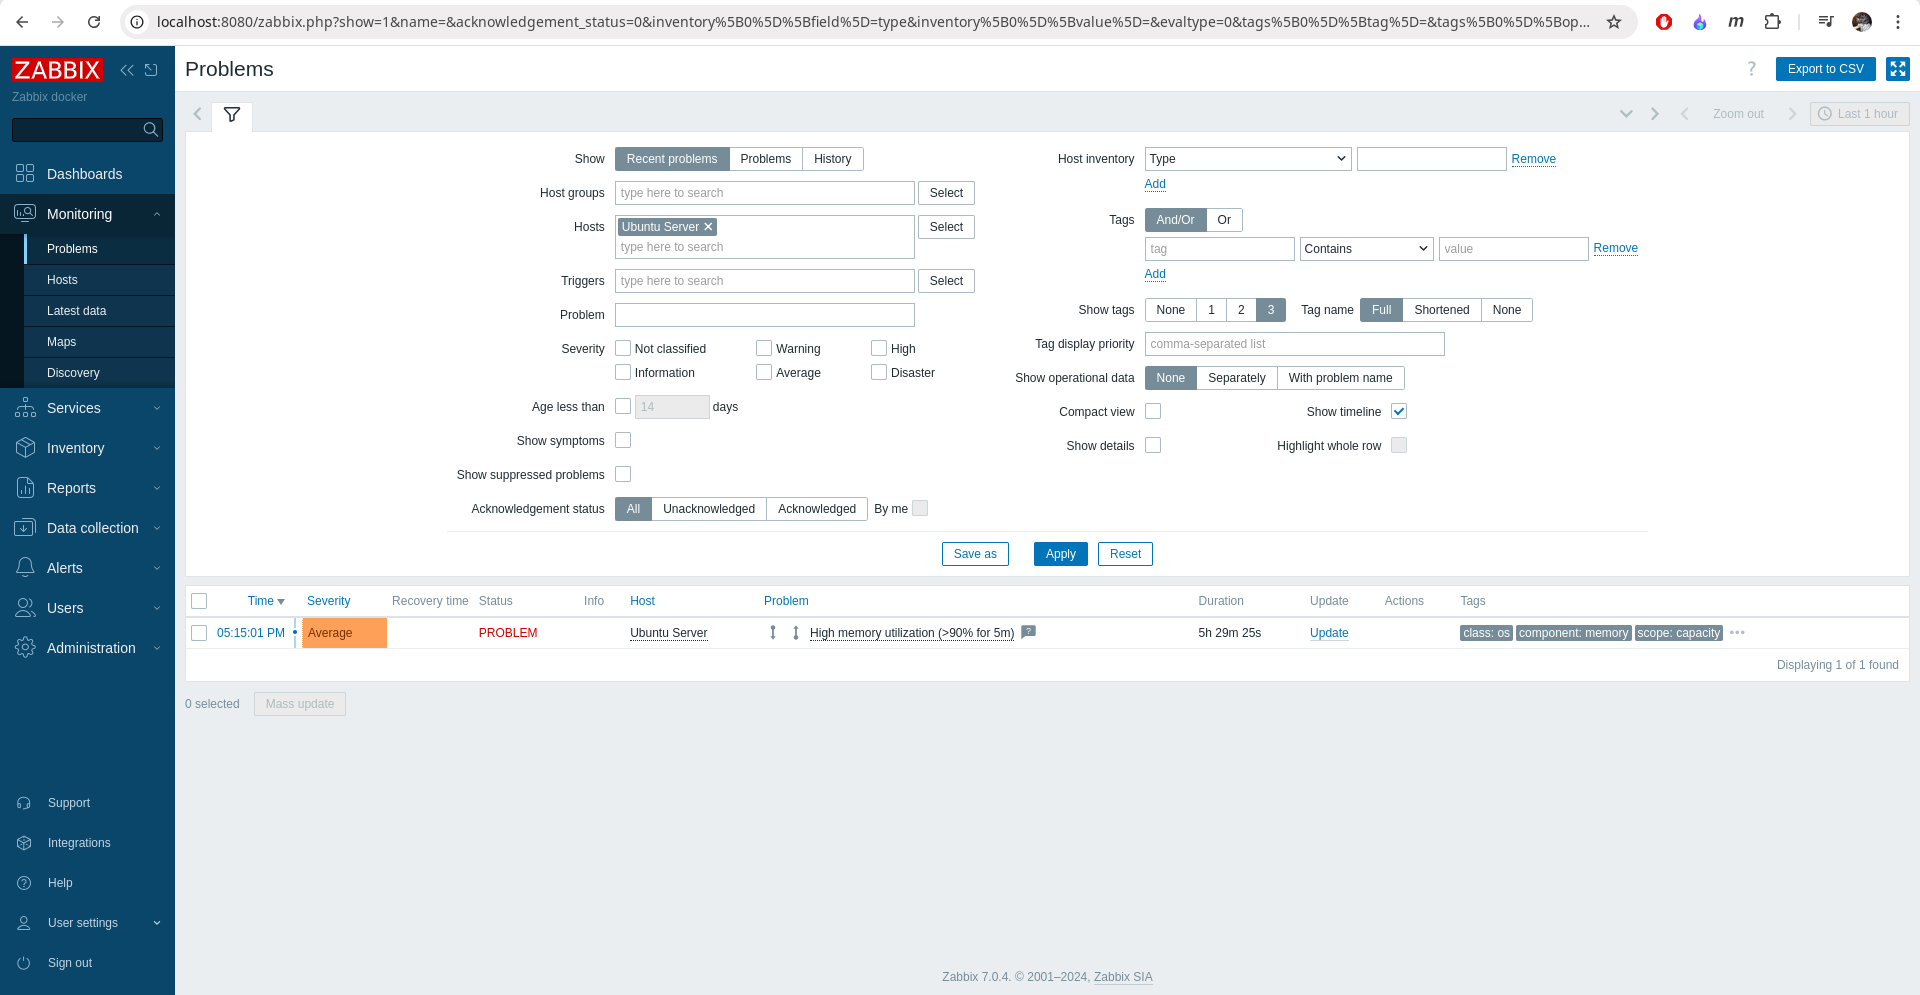 localhost:8080/zabbix.php?show=1&name=&acknowledgement_status=0&inventory%5B0%5D%5Bfield%5D=type&inventory%5B0%5D%5Bvalue%5D=&evaltype=0&tags%5B0%5D%5Btag%5D=&tags%5B0%5D%5Bop...
ZABBIX
Zabbix docker
Dashboards
Monitoring
Problems
Hosts
Latest data
Maps
Discovery
Services
Inventory
Reports
Data collection
Alerts
Users
Administration
Support
Integrations
Help
User settings
Sign out
Problems
? Export to CSV
Zoom out Last 1 hour
Show Recent problems Problems History
Host groups type here to search Select
Hosts Ubuntu Server Select
type here to search
Triggers type here to search Select
Problem
Severity Not classified Warning High
Information Average Disaster
Age less than 14 days
Show symptoms
Show suppressed problems
Acknowledgement status All Unacknowledged Acknowledged By me
Host inventory Type Remove
Add
Tags And/Or Or
tag Contains value Remove
Add
Show tags None 1 2 3 Tag name Full Shortened None
Tag display priority comma-separated list
Show operational data None Separately With problem name
Compact view Show timeline
Show details Highlight whole row
Save as Apply Reset
Time Severity Recovery time Status Info Host Problem Duration Update Actions Tags
05:15:01 PM Average PROBLEM Ubuntu Server High memory utilization (>90% for 5m) ? 5h 29m 25s Update class: os component: memory scope: capacity •••
Displaying 1 of 1 found
0 selected Mass update
Zabbix 7.0.4. © 2001–2024, Zabbix SIA